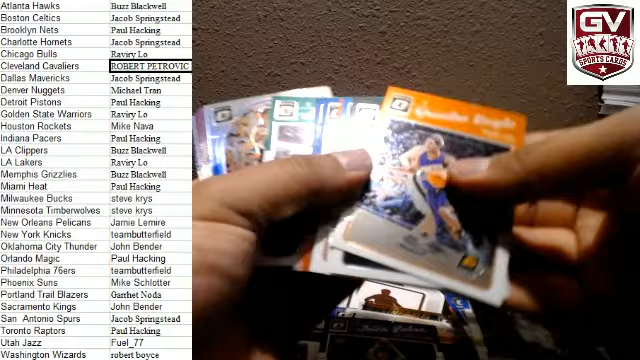 Atlanta Hawks Buzz Blackwell
Boston Celtics Jacob Springstead
Brooklyn Nets Paul Hacking
Charlotte Hornets Jacob Springstead
Chicago Bulls Raviry Lo
Cleveland Cavaliers ROBERT PETROVIC
Dallas Mavericks Jacob Springstead
Denver Nuggets Michael Tran
Detroit Pistons Paul Hacking
Golden State Warriors Raviry Lo
Houston Rockets Mike Nava
Indiana Pacers Paul Hacking
LA Clippers Buzz Blackwell
LA Lakers Raviry Lo
Memphis Grizzlies Buzz Blackwell
Miami Heat Paul Hacking
Milwaukee Bucks steve krys
Minnesota Timberwolves steve krys
New Orleans Pelicans Jamie Lemire
New York Knicks teambutterfield
Oklahoma City Thunder John Bender
Orlando Magic Paul Hacking
Philadelphia 76ers teambutterfield
Phoenix Suns Mike Schlotter
Portland Trail Blazers Garrhet Noda
Sacramento Kings John Bender
San Antonio Spurs Jacob Springstead
Toronto Raptors Paul Hacking
Utah Jazz Fuel_77
Washington Wizards robert boyce
GV
SPORTS CARDS